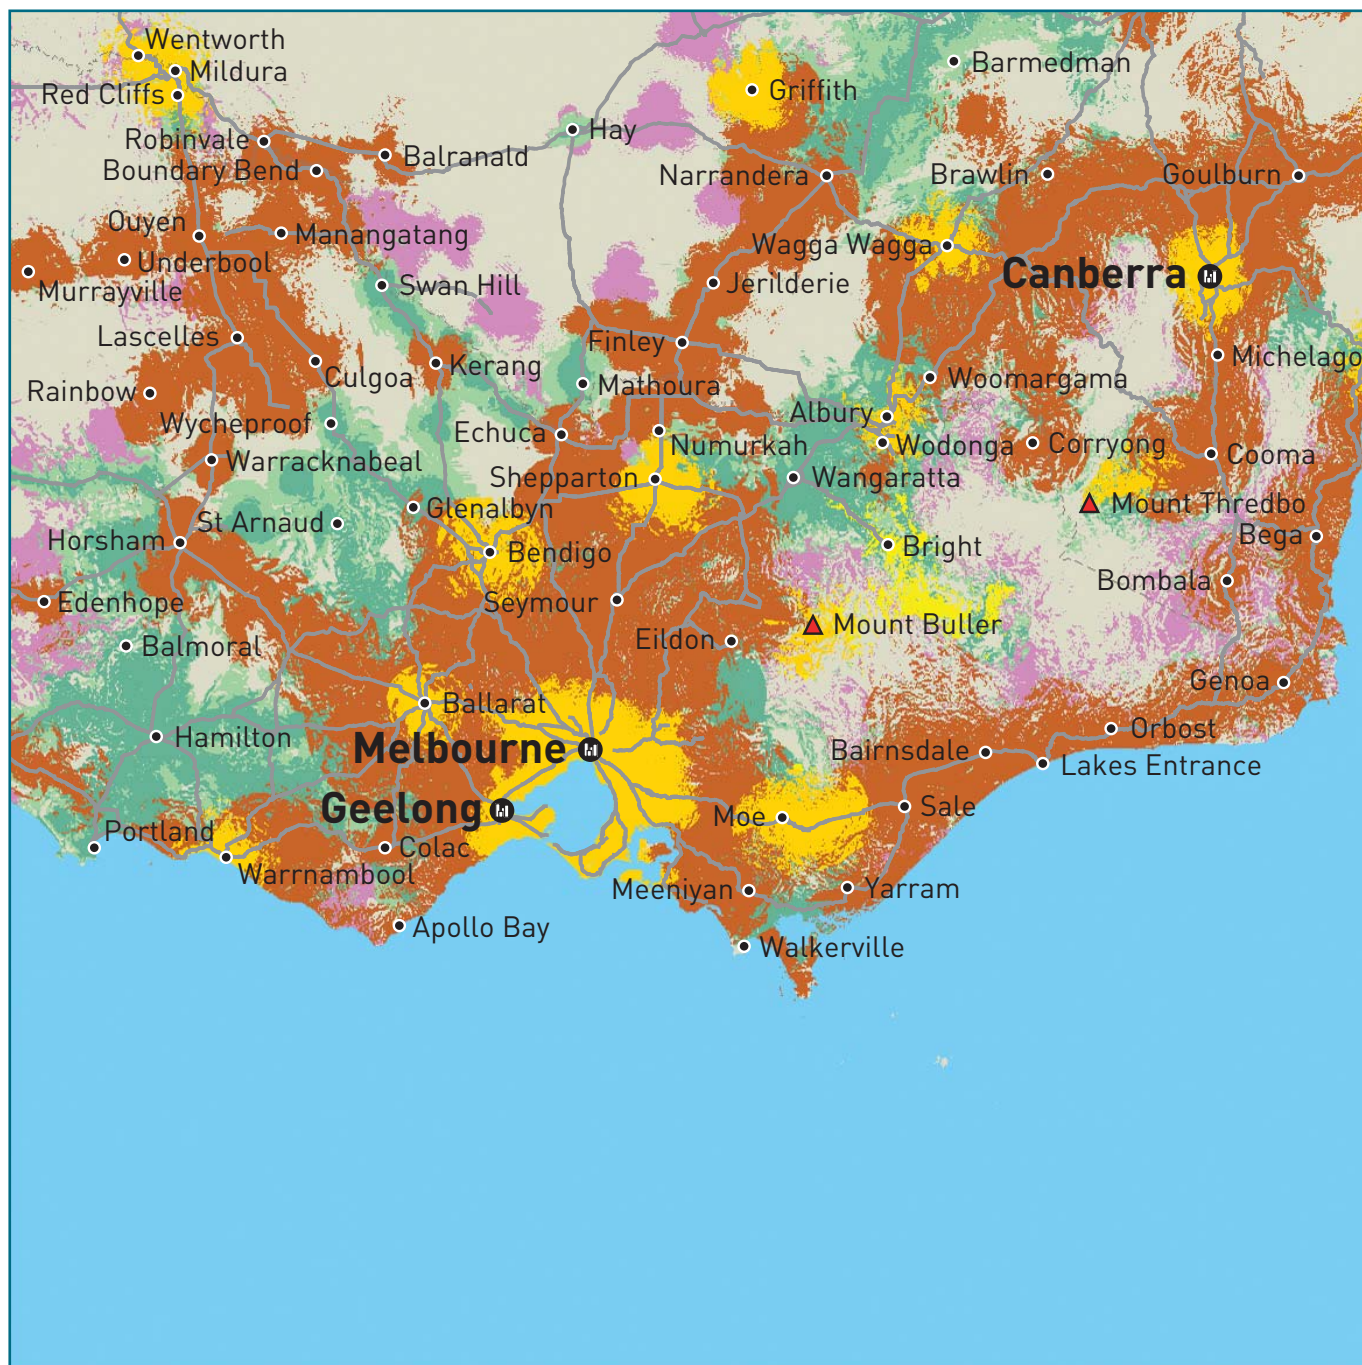 Wentworth
Mildura
Red Cliffs
Griffith
Barmedman
Robinvale
Hay
Balranald
Boundary Bend
Narrandera
Brawlin
Goulburn
Ouyen
Manangatang
Wagga Wagga
Underbool
Canberra
Murrayville
Swan Hill
Jerilderie
Lascelles
Finley
Michelago
Culgoa
Kerang
Rainbow
Mathoura
Woomargama
Wycheproof
Albury
Echuca
Numurkah
Wodonga
Corryong
Cooma
Warracknabeal
Shepparton
Wangaratta
Glenalbyn
Mount Thredbo
St Arnaud
Horsham
Bendigo
Bright
Bega
Edenhope
Seymour
Bombala
Balmoral
Eildon
Mount Buller
Genoa
Ballarat
Hamilton
Melbourne
Bairnsdale
Orbost
Lakes Entrance
Geelong
Moe
Sale
Portland
Colac
Warrnambool
Meeniyan
Yarram
Apollo Bay
Walkerville